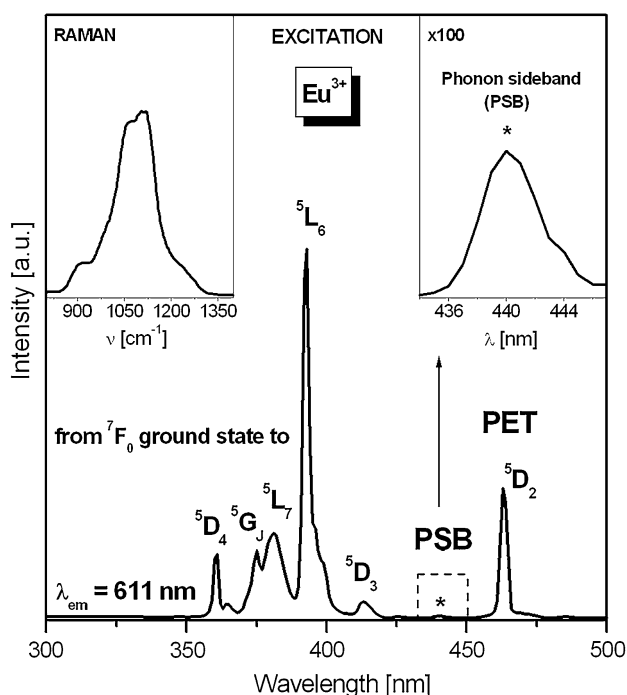 RAMAN
EXCITATION
x100
Eu³⁺
Phonon sideband
(PSB)
*
⁵L₆
900 1050 1200 1350
ν [cm⁻¹]
436 440 444
λ [nm]
Intensity [a.u.]
from ⁷F₀ ground state to
PET
⁵D₂
⁵L₇
⁵G_J
⁵D₄
PSB
⁵D₃
λem = 611 nm
*
300 350 400 450 500
Wavelength [nm]